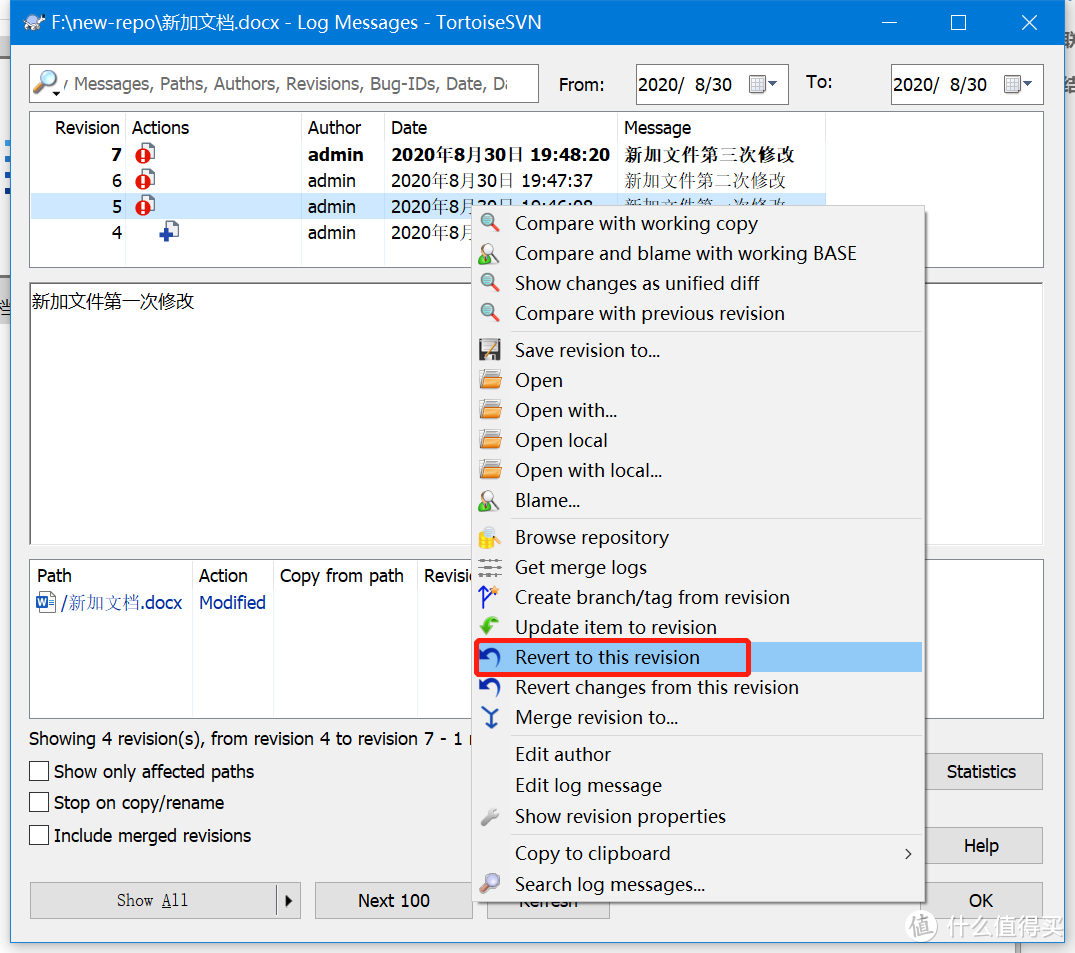 F:\new-repo\新加文档.docx - Log Messages - TortoiseSVN
Messages, Paths, Authors, Revisions, Bug-IDs, Date, Da
From:
2020/ 8/30
To:
2020/ 8/30
Revision Actions Author Date Message
7 admin 2020年8月30日 19:48:20 新加文件第三次修改
6 admin 2020年8月30日 19:47:37 新加文件第二次修改
5 admin 2020年8月30日 19:46:08 新加文件第一次修改
4 admin 2020年8月
新加文件第一次修改
Compare with working copy
Compare and blame with working BASE
Show changes as unified diff
Compare with previous revision
Save revision to...
Open
Open with...
Open local
Open with local...
Blame...
Browse repository
Get merge logs
Create branch/tag from revision
Update item to revision
Revert to this revision
Revert changes from this revision
Merge revision to...
Edit author
Edit log message
Show revision properties
Copy to clipboard
Search log messages...
Path Action Copy from path Revisi
/新加文档.docx Modified
Showing 4 revision(s), from revision 4 to revision 7 - 1
Show only affected paths
Stop on copy/rename
Include merged revisions
Statistics
Help
Show All
Next 100
Refresh
OK
值 什么值得买